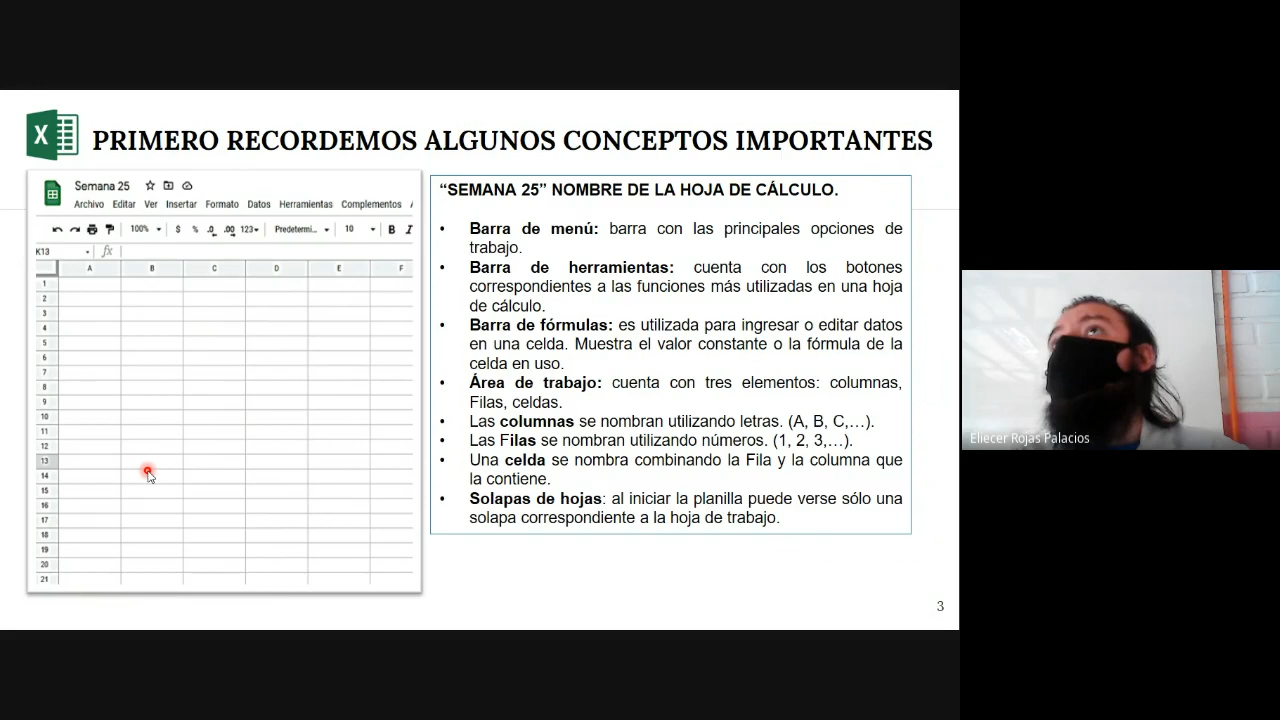 X
PRIMERO RECORDEMOS ALGUNOS CONCEPTOS IMPORTANTES
Semana 25
Archivo Editar Ver Insertar Formato Datos Herramientas Complementos
100% $ % .0 .00 123 Predetermi... 10 B I
K13 fx
A B C D E F
1
2
3
4
5
6
7
8
9
10
11
12
13
14
15
16
17
18
19
20
21
“SEMANA 25” NOMBRE DE LA HOJA DE CÁLCULO.
• Barra de menú: barra con las principales opciones de
trabajo.
• Barra de herramientas: cuenta con los botones
correspondientes a las funciones más utilizadas en una hoja
de cálculo.
• Barra de fórmulas: es utilizada para ingresar o editar datos
en una celda. Muestra el valor constante o la fórmula de la
celda en uso.
• Área de trabajo: cuenta con tres elementos: columnas,
Filas, celdas.
• Las columnas se nombran utilizando letras. (A, B, C,…).
• Las Filas se nombran utilizando números. (1, 2, 3,…).
• Una celda se nombra combinando la Fila y la columna que
la contiene.
• Solapas de hojas: al iniciar la planilla puede verse sólo una
solapa correspondiente a la hoja de trabajo.
3
Eliecer Rojas Palacios